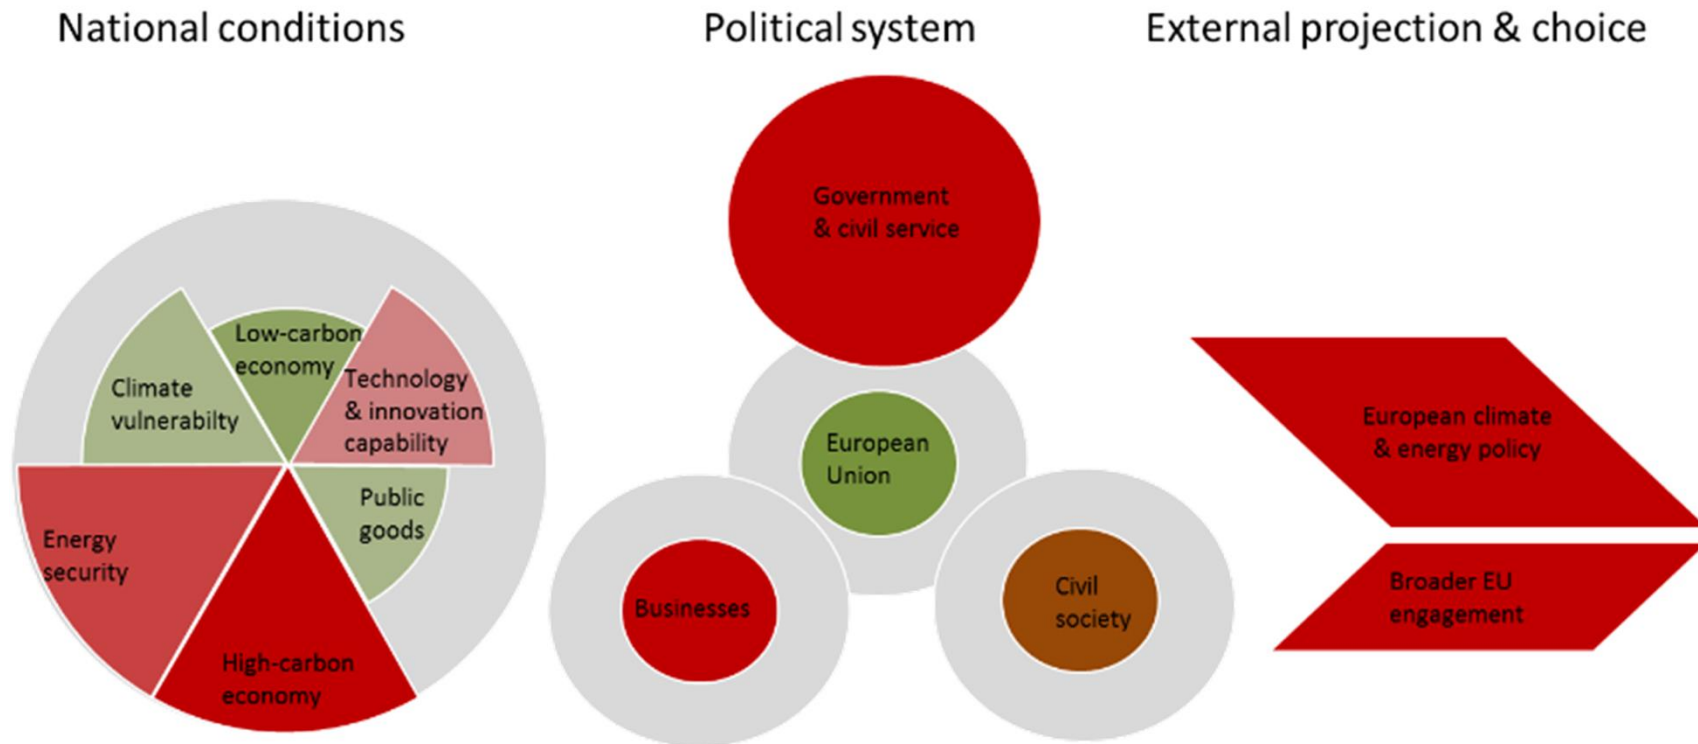 National conditions
Political system
External projection & choice
Low-carbon
economy
Technology
& innovation
capability
Climate
vulnerabilty
Public
goods
Energy
security
High-carbon
economy
Government
& civil service
European
Union
Businesses
Civil
society
European climate
& energy policy
Broader EU
engagement